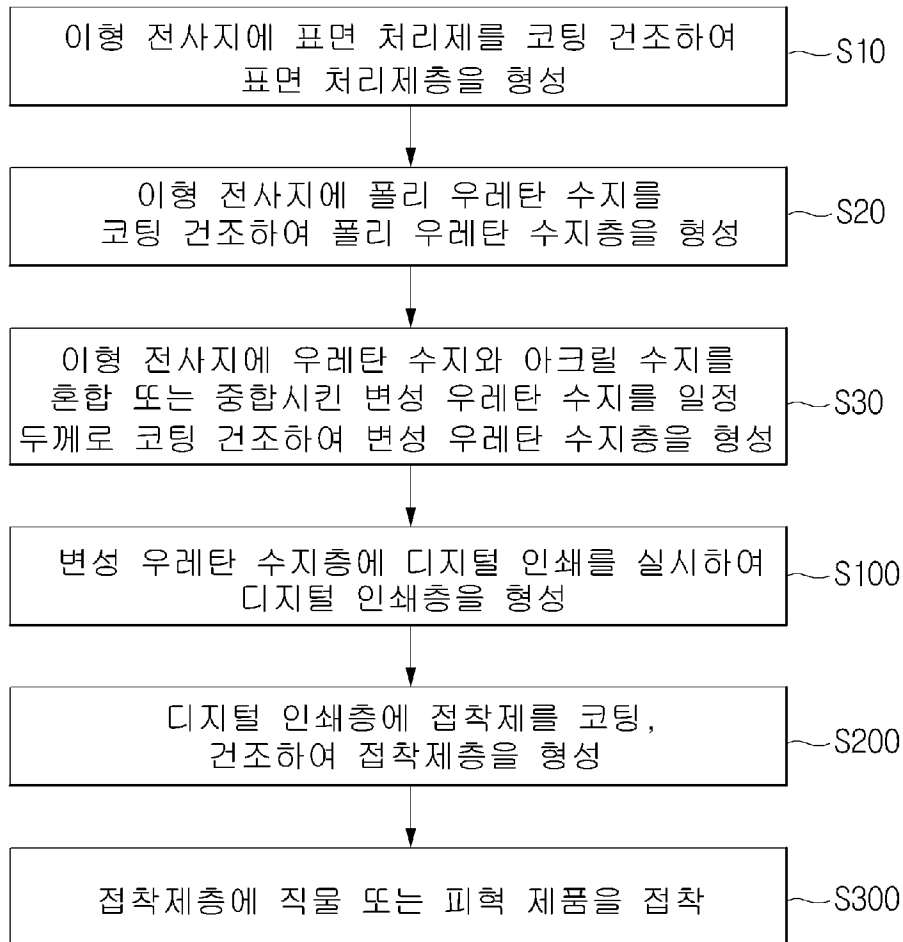 이형 전사지에 표면 처리제를 코팅 건조하여
표면 처리제층을 형성
S10
이형 전사지에 폴리 우레탄 수지를
코팅 건조하여 폴리 우레탄 수지층을 형성
S20
이형 전사지에 우레탄 수지와 아크릴 수지를
혼합 또는 중합시킨 변성 우레탄 수지를 일정
두께로 코팅 건조하여 변성 우레탄 수지층을 형성
S30
변성 우레탄 수지층에 디지털 인쇄를 실시하여
디지털 인쇄층을 형성
S100
디지털 인쇄층에 접착제를 코팅,
건조하여 접착제층을 형성
S200
접착제층에 직물 또는 피혁 제품을 접착
S300